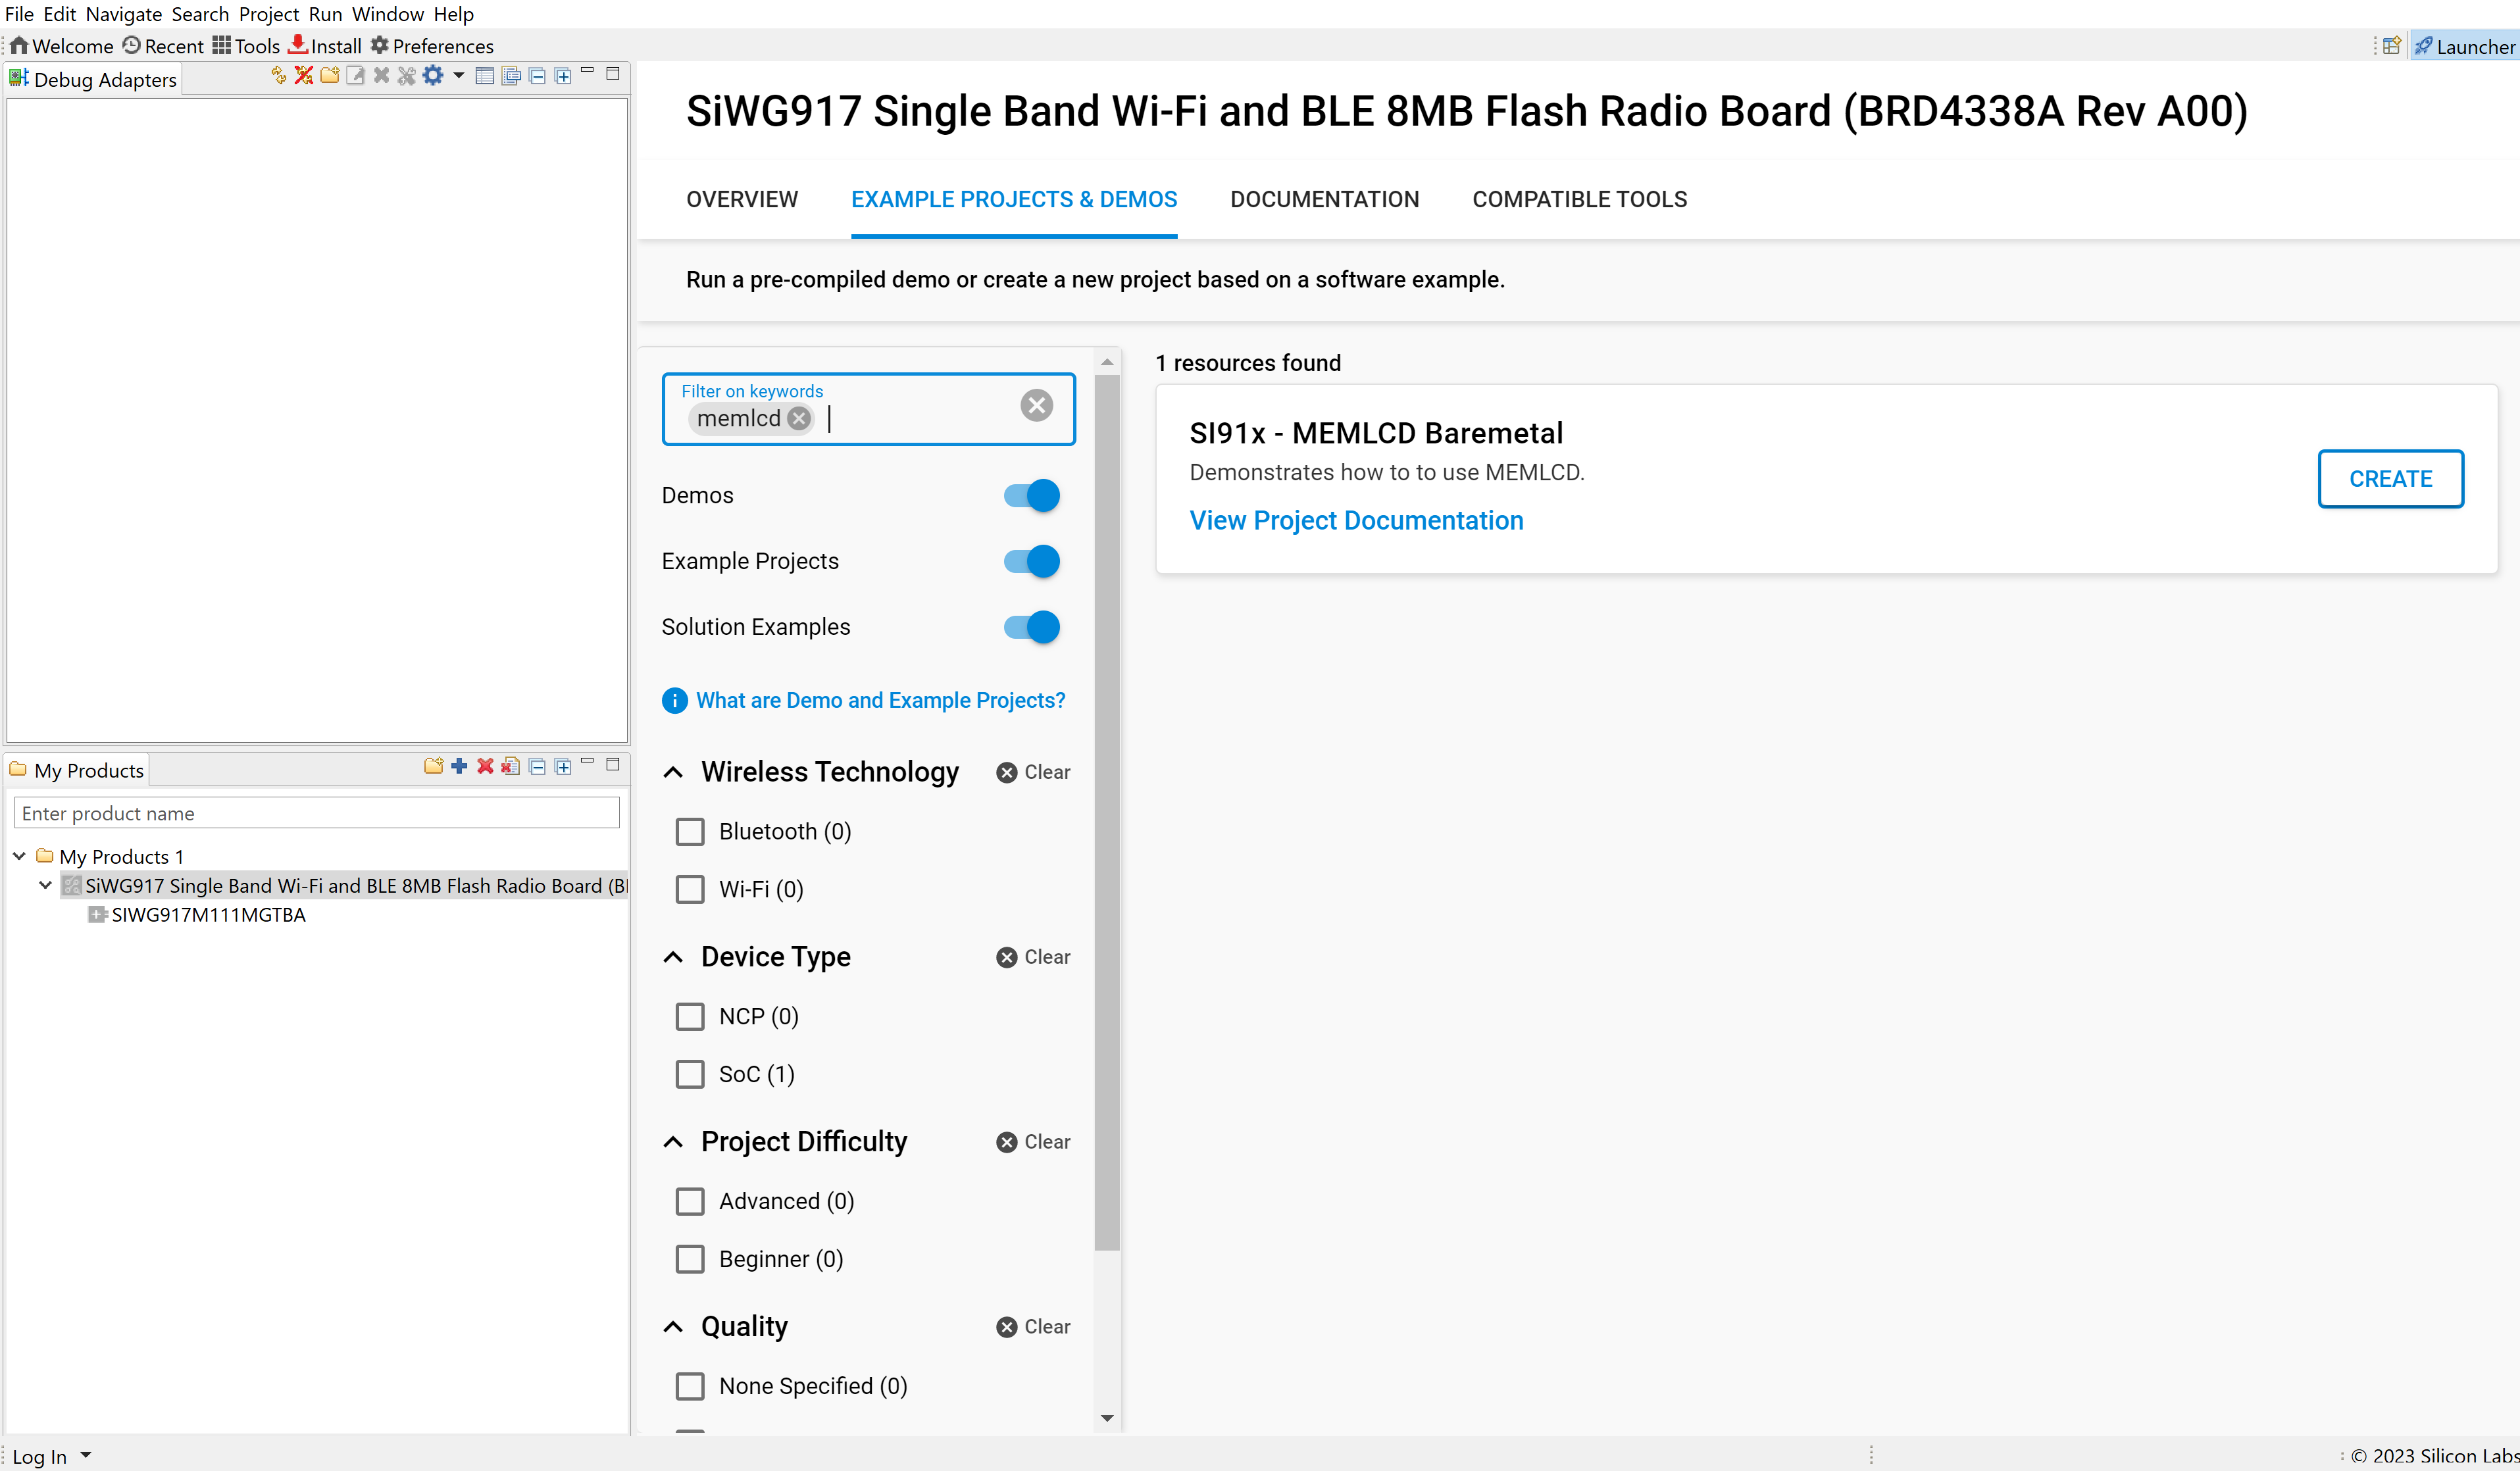 File Edit Navigate Search Project Run Window Help
Welcome Recent Tools Install Preferences
Launcher
Debug Adapters
SiWG917 Single Band Wi-Fi and BLE 8MB Flash Radio Board (BRD4338A Rev A00)
OVERVIEW EXAMPLE PROJECTS & DEMOS DOCUMENTATION COMPATIBLE TOOLS
Run a pre-compiled demo or create a new project based on a software example.
Filter on keywords
memlcd
Demos
Example Projects
Solution Examples
What are Demo and Example Projects?
Wireless Technology Clear
Bluetooth (0)
Wi-Fi (0)
Device Type Clear
NCP (0)
SoC (1)
Project Difficulty Clear
Advanced (0)
Beginner (0)
Quality Clear
None Specified (0)
1 resources found
SI91x - MEMLCD Baremetal
Demonstrates how to to use MEMLCD.
View Project Documentation
CREATE
My Products
Enter product name
My Products 1
SiWG917 Single Band Wi-Fi and BLE 8MB Flash Radio Board (B
SIWG917M111MGTBA
Log In
© 2023 Silicon Labs